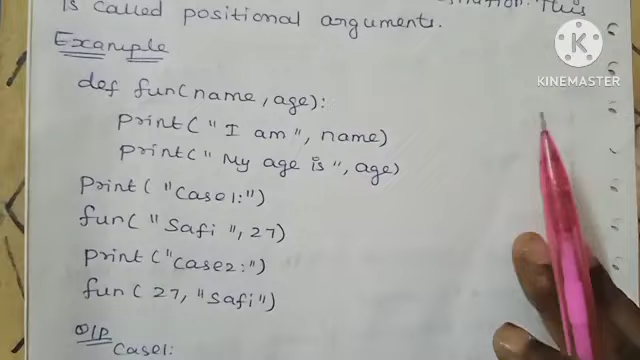 is called positional arguments. This
Example
def fun(name, age):
print(" I am ", name)
print(" My age is ", age)
print( "Case1:")
fun( "Safi ", 27)
print ("Case2:")
fun( 27, "Safi")
O/P
Case1:
K
KINEMASTER